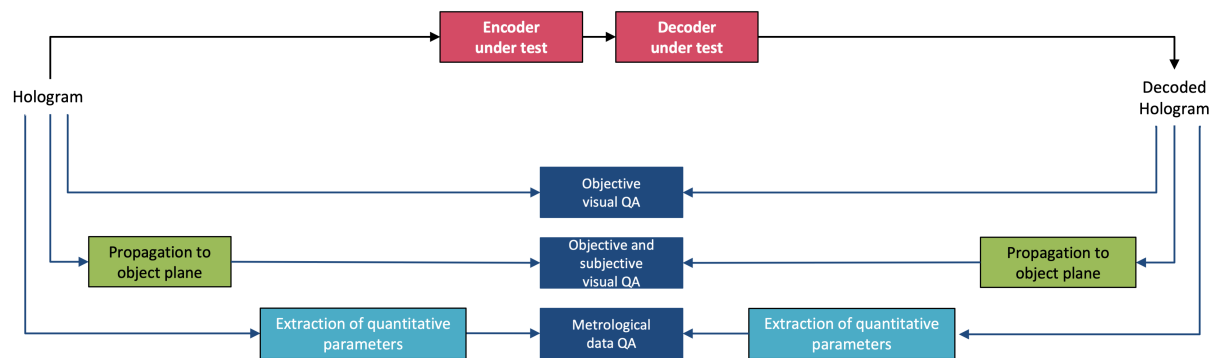 Encoder
under test
Decoder
under test
Hologram
Decoded
Hologram
Objective
visual QA
Propagation to
object plane
Objective and
subjective
visual QA
Propagation to
object plane
Extraction of quantitative
parameters
Metrological
data QA
Extraction of quantitative
parameters